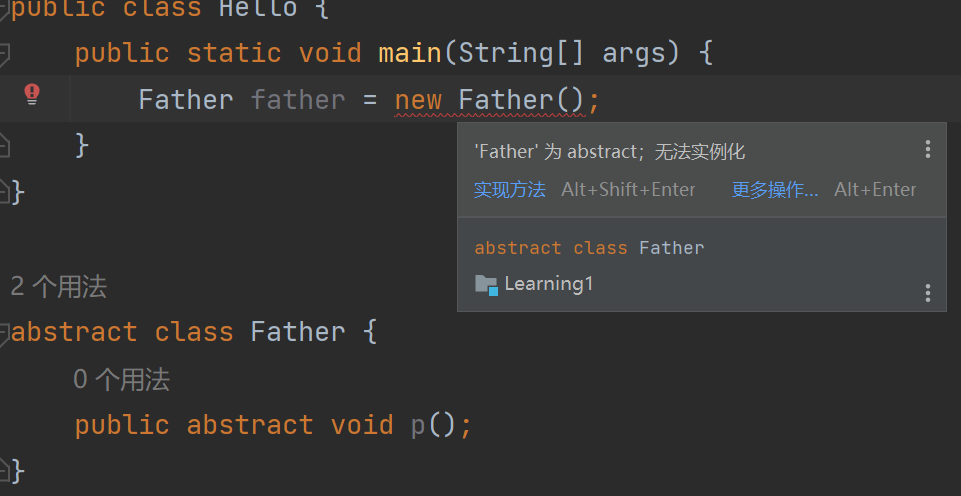 public class Hello {
public static void main(String[] args) {
Father father = new Father();
}
}
'Father' 为 abstract；无法实例化
实现方法 Alt+Shift+Enter 更多操作... Alt+Enter
abstract class Father
Learning1
2 个用法
abstract class Father {
0 个用法
public abstract void p();
}